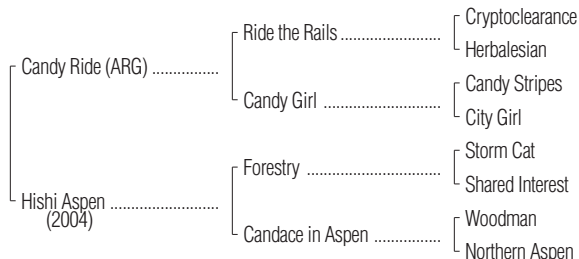 Cryptoclearance
Ride the Rails ....................
Herbalesian
Candy Ride (ARG) .............
Candy Stripes
Candy Girl .......................
City Girl
Storm Cat
Forestry ..........................
Shared Interest
Hishi Aspen .....................
(2004)
Woodman
Candace in Aspen .............
Northern Aspen